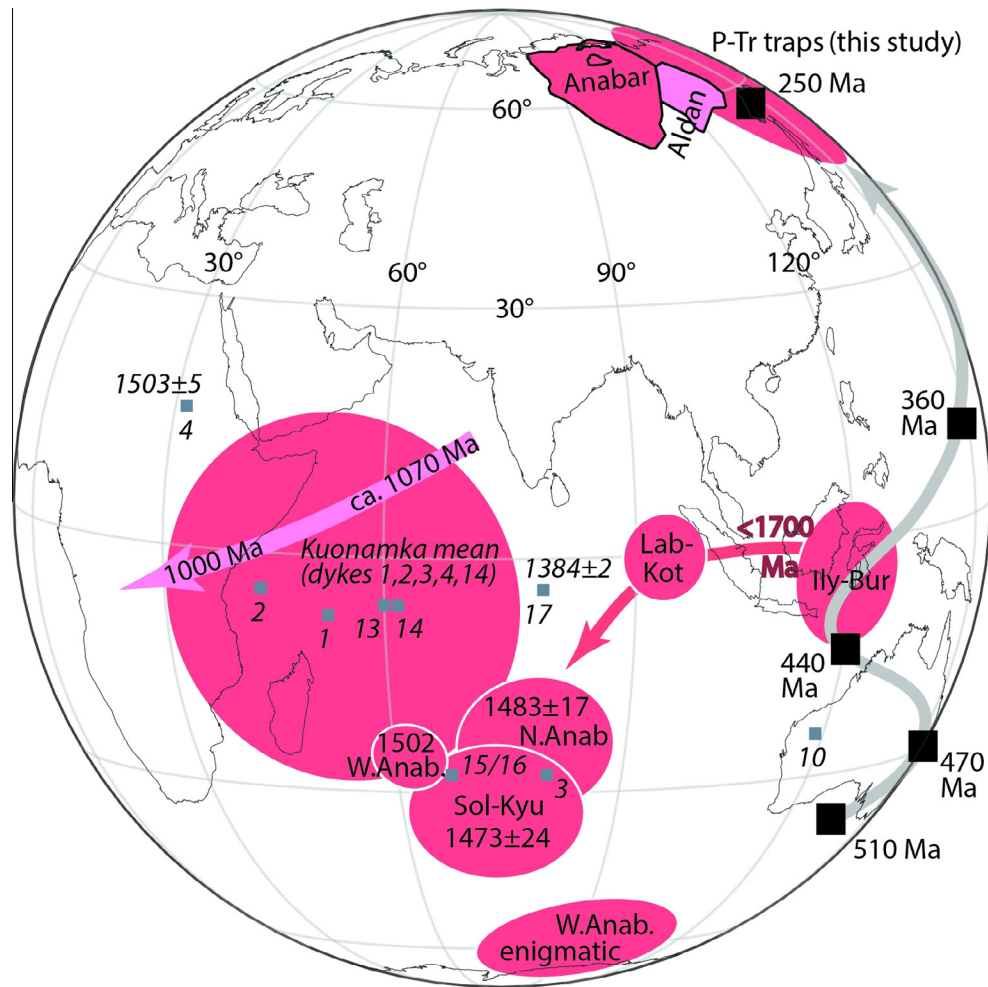 P-Tr traps (this study)
250 Ma
Anabar
Aldan
60°
30°
60°
90°
120°
30°
1503±5
4
360
Ma
ca. 1070 Ma
1000 Ma
Kuonamka mean
(dykes 1,2,3,4,14)
2
1
13
14
1384±2
17
Lab-
Kot
<1700
Ma
Ily-Bur
440
Ma
1483±17
N.Anab
1502
W.Anab.
15/16
3
Sol-Kyu
1473±24
10
470
Ma
510 Ma
W.Anab.
enigmatic